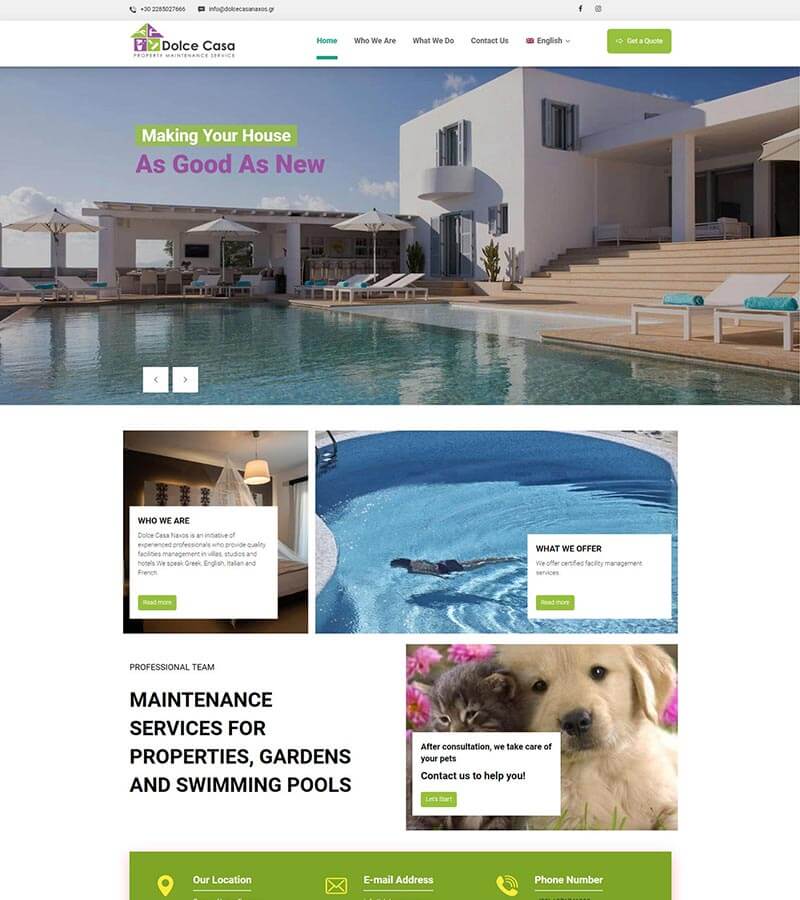 +30 2285027666
info@dolcecasanaxos.gr
Dolce Casa
PROPERTY MAINTENANCE SERVICE
Home
Who We Are
What We Do
Contact Us
English
Get a Quote
Making Your House
As Good As New
WHO WE ARE
Dolce Casa Naxos is an initiative of
experienced professionals who provide quality
facilities management in villas, studios and
hotels.We speak Greek, English, Italian and
French.
Read more
WHAT WE OFFER
We offer certified facility management
services.
Read more
PROFESSIONAL TEAM
MAINTENANCE
SERVICES FOR
PROPERTIES, GARDENS
AND SWIMMING POOLS
After consultation, we take care of
your pets
Contact us to help you!
Let's Start
Our Location
E-mail Address
Phone Number